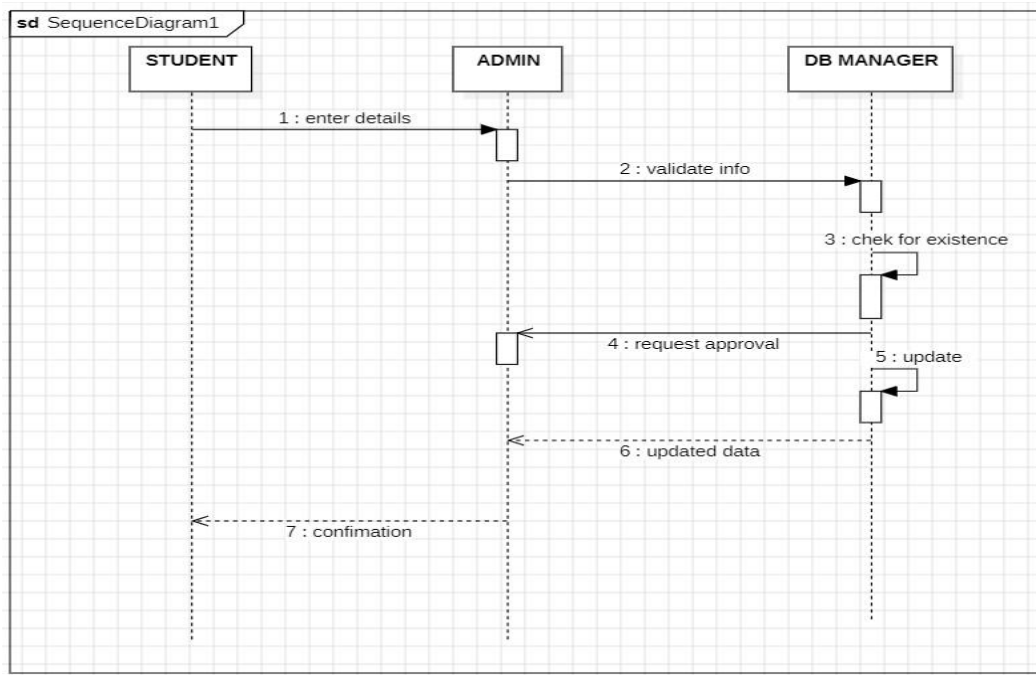 sd SequenceDiagram1
STUDENT
ADMIN
DB MANAGER
1 : enter details
2 : validate info
3 : chek for existence
4 : request approval
5 : update
6 : updated data
7 : confimation